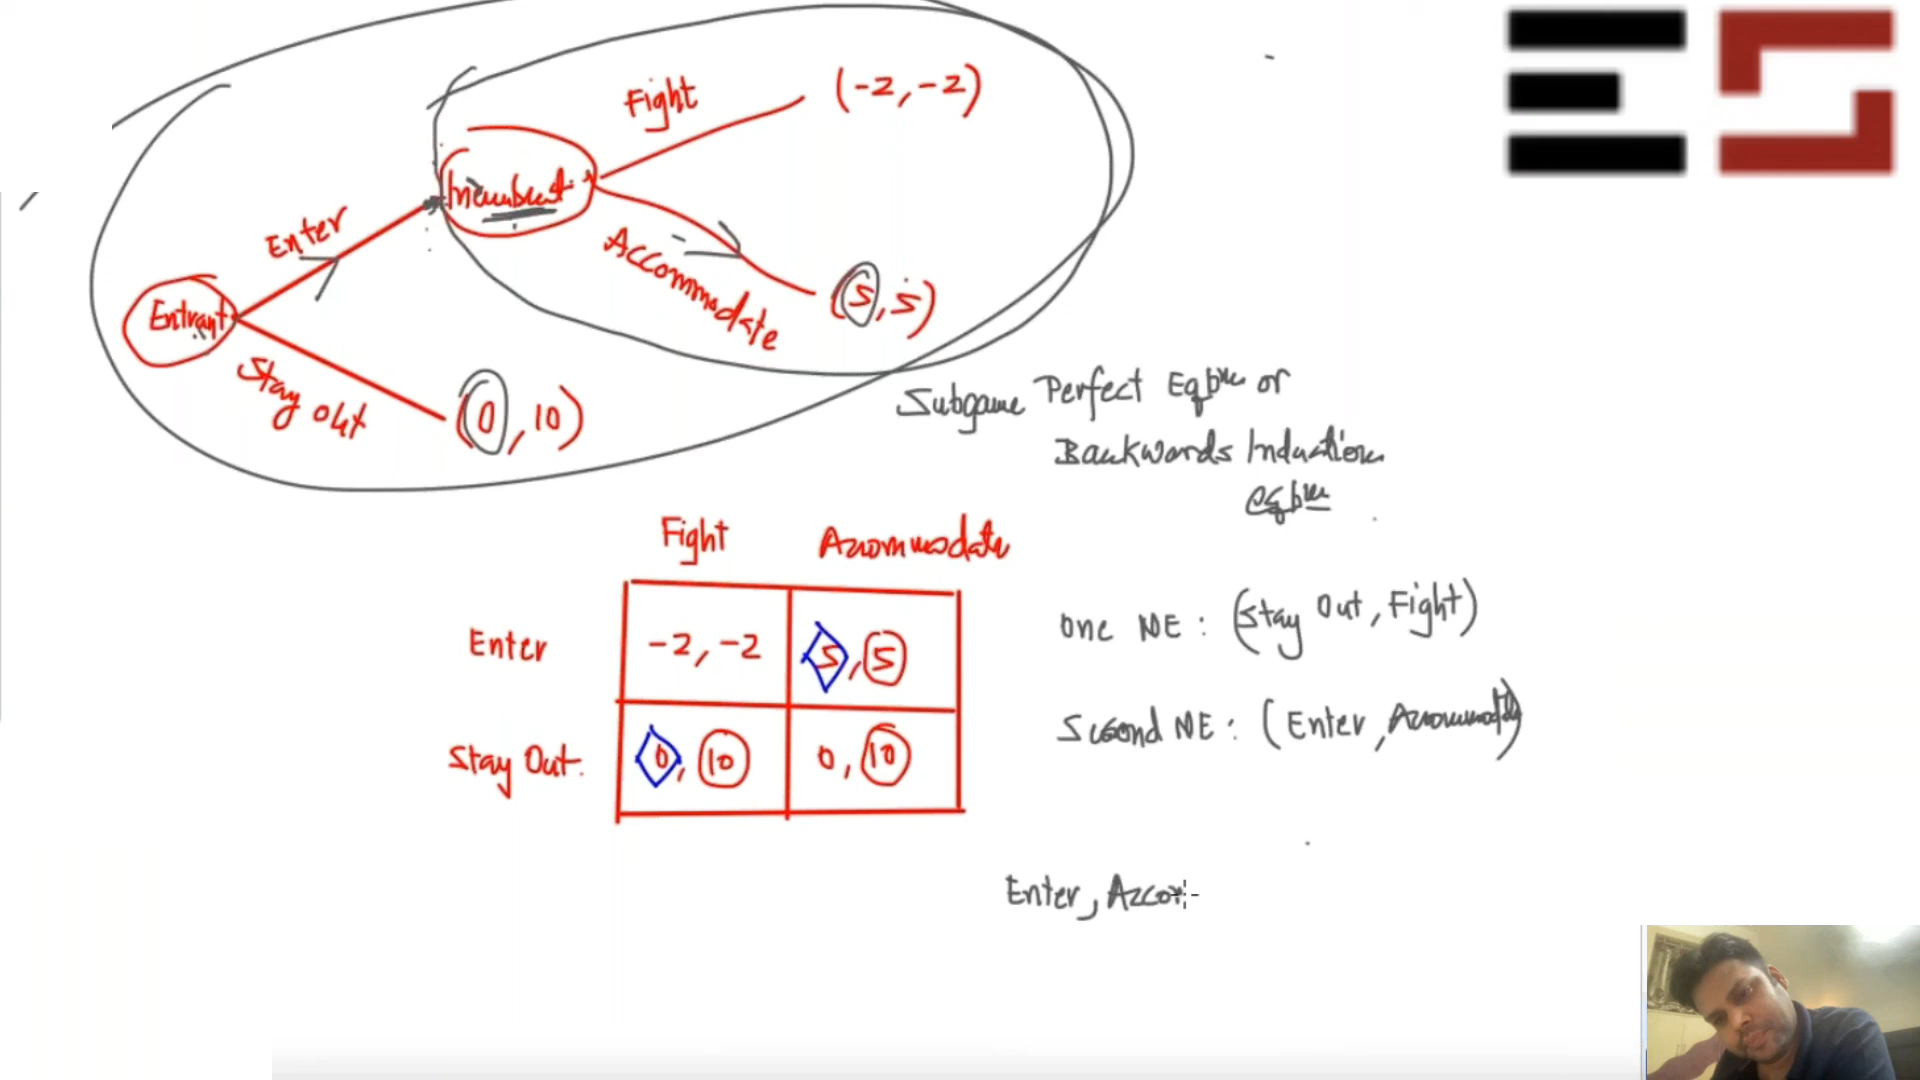 Fight
(-2, -2)
Incumbent
Enter
Accommodate
(5, 5)
Entrant
Stay Out
(0, 10)
Subgame Perfect Eqbm or
Backwards Induction
eqbm
Fight Accommodate
Enter -2, -2 5, 5
Stay Out. 0, 10 0, 10
One NE: (Stay Out, Fight)
Second NE: (Enter, Accommodate)
Enter, Accom
ES